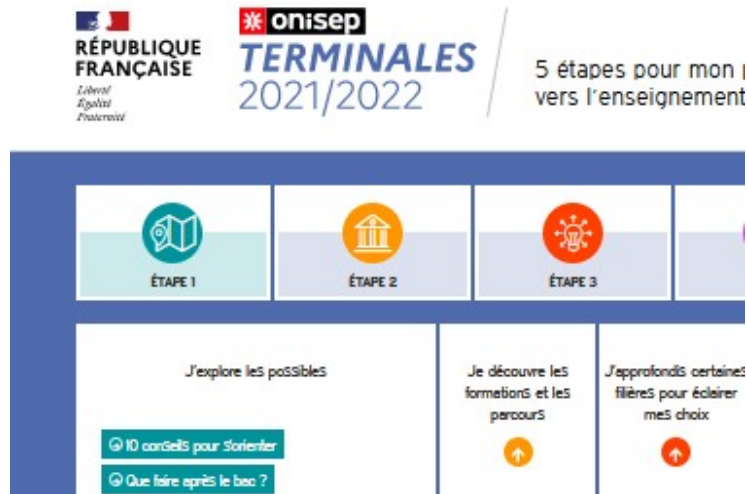 RÉPUBLIQUE
FRANÇAISE
Liberté
Égalité
Fraternité
onisep
TERMINALES
2021/2022
5 étapes pour mon
vers l'enseignement
ÉTAPE 1
ÉTAPE 2
ÉTAPE 3
J'explore les possibles
10 conseils pour s'orienter
Que faire après le bac ?
Je découvre les
formations et les
parcours
J'approfondis certaines
filières pour éclairer
mes choix